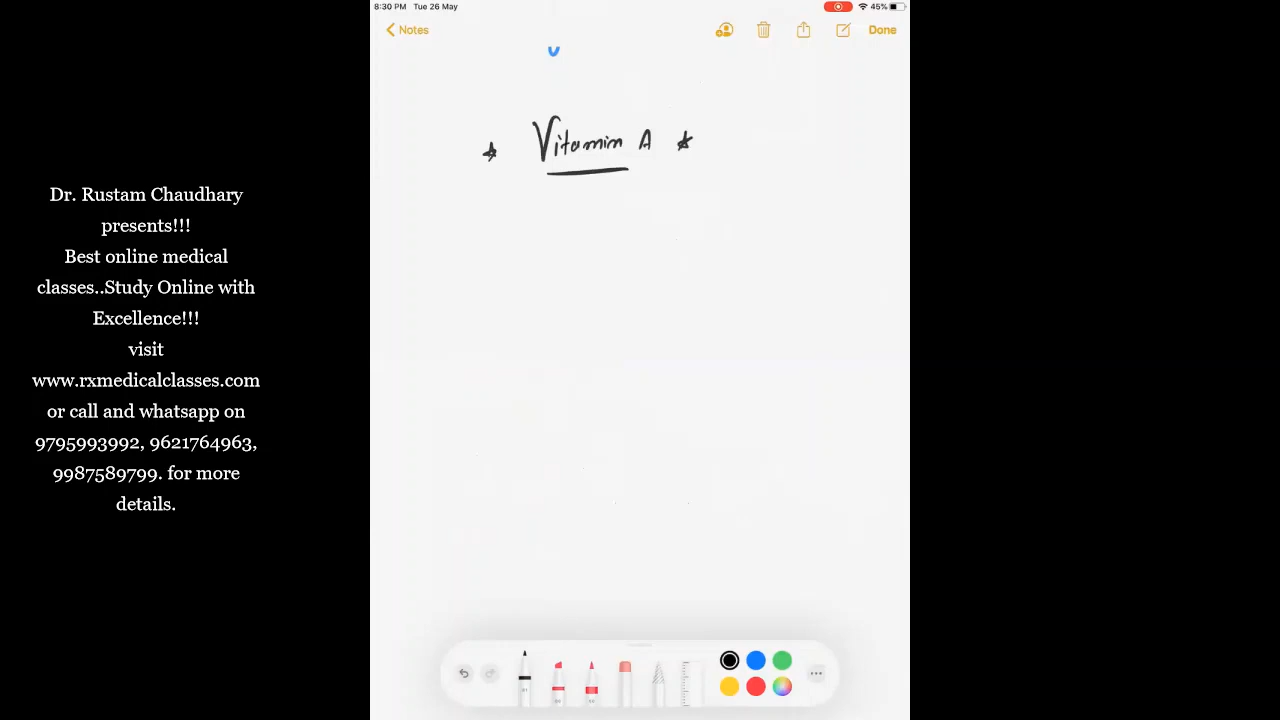 8:30 PM Tue 26 May
45%
Notes
Done
* Vitamin A *
Dr. Rustam Chaudhary
presents!!!
Best online medical
classes..Study Online with
Excellence!!!
visit
www.rxmedicalclasses.com
or call and whatsapp on
9795993992, 9621764963,
9987589799. for more
details.